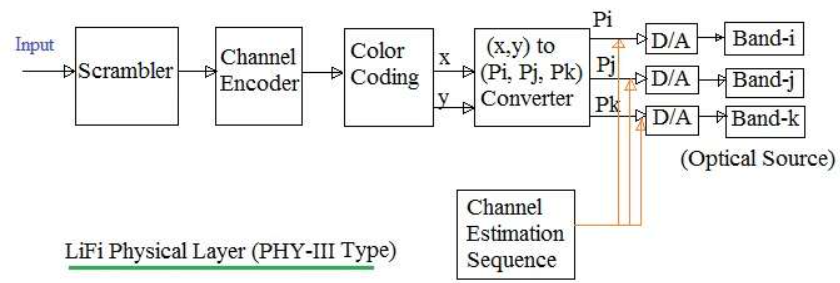 Input
Scrambler
Channel
Encoder
Color
Coding
x
y
(x,y) to
(Pi, Pj, Pk)
Converter
Pi
Pj
Pk
D/A
D/A
D/A
Band-i
Band-j
Band-k
(Optical Source)
Channel
Estimation
Sequence
LiFi Physical Layer (PHY-III Type)